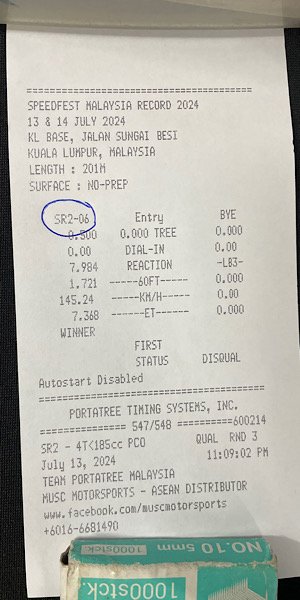 ================================
SPEEDFEST MALAYSIA RECORD 2024
13 & 14 JULY 2024
KL BASE, JALAN SUNGAI BESI
KUALA LUMPUR, MALAYSIA
LENGTH : 201M
SURFACE : NO-PREP
SR2-06 Entry BYE
0.500 0.000 TREE 0.000
0.00 DIAL-IN 0.00
7.984 REACTION -LB3-
1.721 -----60FT----- 0.000
145.24 ------KM/H----- 0.00
7.368 ------ET------ 0.000
WINNER
FIRST
STATUS DISQUAL
Autostart Disabled
================================
PORTATREE TIMING SYSTEMS, INC.
=============== 547/548 ==========600214
SR2 - 4T<185cc PCO QUAL RND 3
July 13, 2024 11:09:02 PM
TEAM PORTATREE MALAYSIA
MUSC MOTORSPORTS - ASEAN DISTRIBUTOR
www.facebook.com/muscmotorsports
+6016-6681490
NO.10 5mm 1000stck.
1000stck.